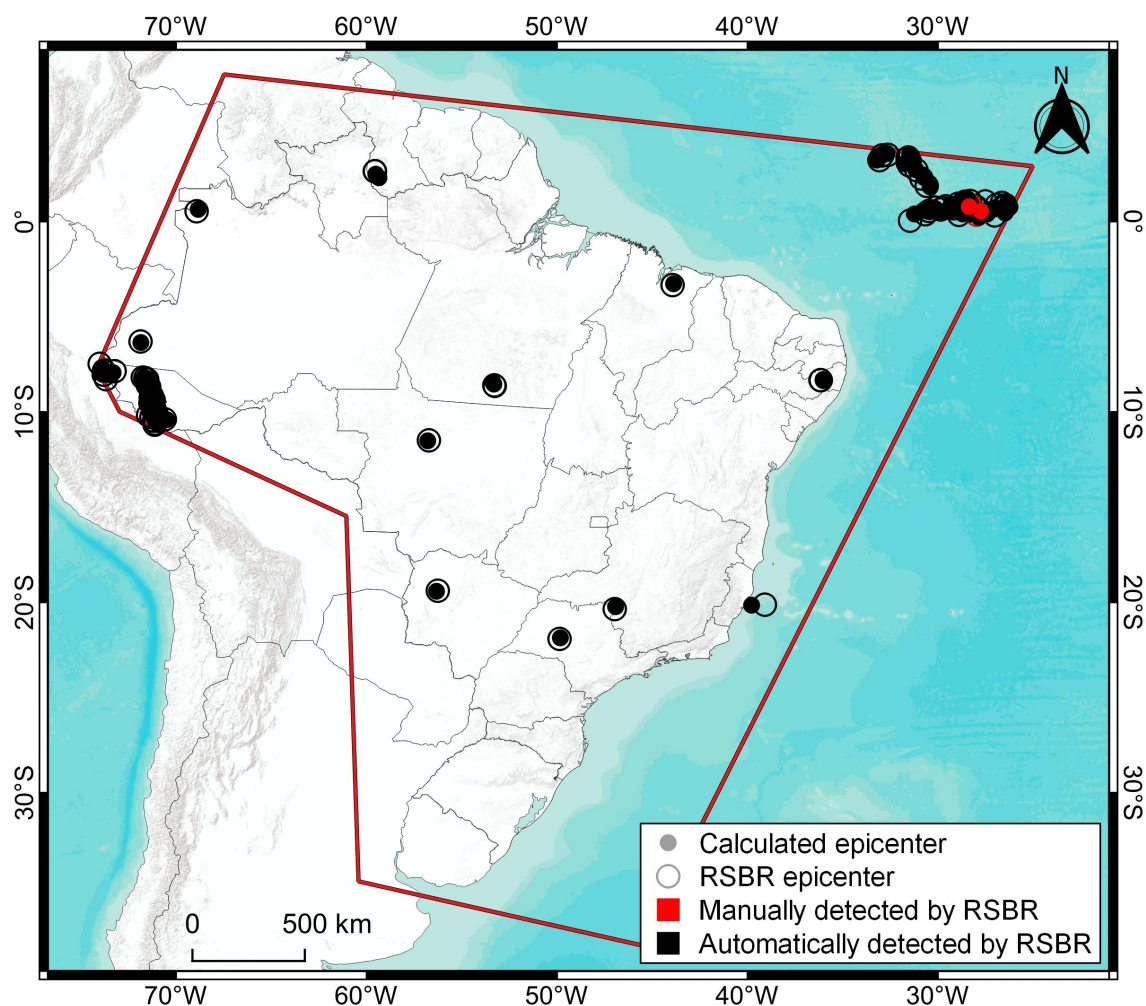 70°W 60°W 50°W 40°W 30°W
N
0° 0°
10°S 10°S
20°S 20°S
30°S 30°S
Calculated epicenter
RSBR epicenter
Manually detected by RSBR
Automatically detected by RSBR
0 500 km
70°W 60°W 50°W 40°W 30°W